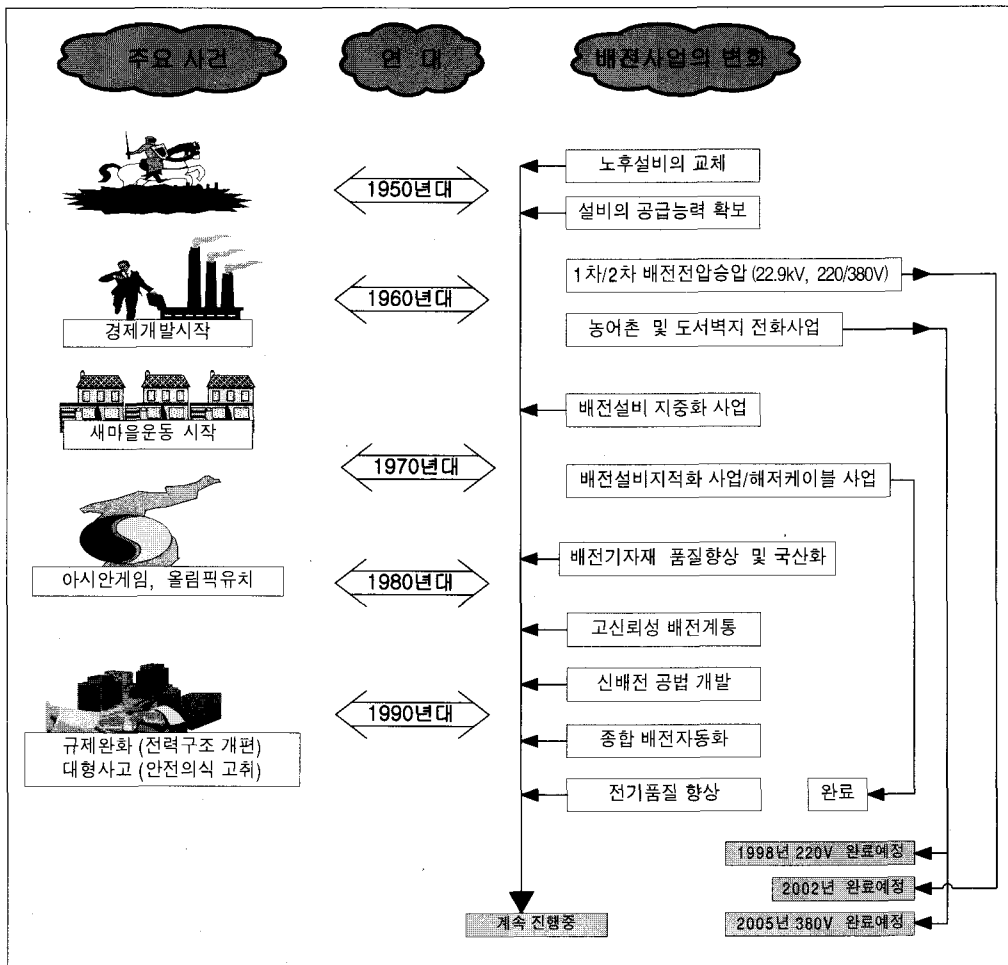 주요 사건
연 대
배전사업의 변화
1950년대
노후설비의 교체
설비의 공급능력 확보
경제개발시작
1960년대
1차/2차 배전전압승압 (22.9kV, 220/380V)
농어촌 및 도서벽지 전화사업
새마을운동 시작
1970년대
배전설비 지중화 사업
배전설비지적화 사업/해저케이블 사업
아시안게임, 올림픽유치
1980년대
배전기자재 품질향상 및 국산화
고신뢰성 배전계통
규제완화 (전력구조 개편)
대형사고 (안전의식 고취)
1990년대
신배전 공법 개발
종합 배전자동화
전기품질 향상
완료
1998년 220V 완료예정
2002년 완료예정
2005년 380V 완료예정
계속 진행중